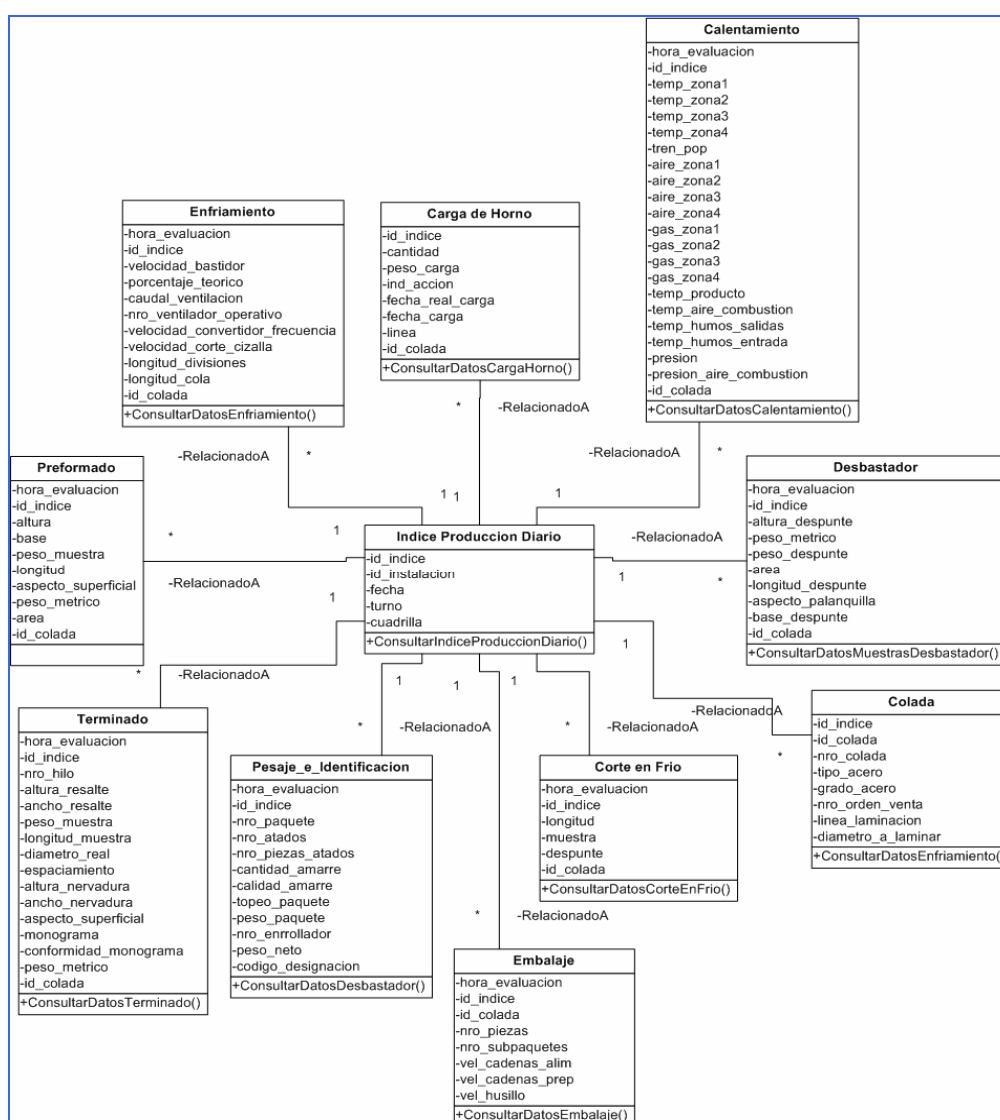 Calentamiento
-hora_evaluacion
-id_indice
-temp_zona1
-temp_zona2
-temp_zona3
-temp_zona4
-tren_pop
-aire_zona1
-aire_zona2
-aire_zona3
-aire_zona4
-gas_zona1
-gas_zona2
-gas_zona3
-gas_zona4
-temp_producto
-temp_aire_combustion
-temp_humos_salidas
-temp_humos_entrada
-presion
-presion_aire_combustion
-id_colada
+ConsultarDatosCalentamiento()
Enfriamiento
-hora_evaluacion
-id_indice
-velocidad_bastidor
-porcentaje_teorico
-caudal_ventilacion
-nro_ventilador_operativo
-velocidad_convertidor_frecuencia
-velocidad_corte_cizalla
-longitud_divisiones
-longitud_cola
-id_colada
+ConsultarDatosEnfriamiento()
Carga de Horno
-id_indice
-cantidad
-peso_carga
-ind_accion
-fecha_real_carga
-fecha_carga
-linea
-id_colada
+ConsultarDatosCargaHorno()
* -RelacionadoA
-RelacionadoA *
-RelacionadoA *
Preformado
-hora_evaluacion
-id_indice
-altura
-base
-peso_muestra
-longitud
-aspecto_superficial
-peso_metrico
-area
-id_colada
Desbastador
-hora_evaluacion
-id_indice
-altura_despunte
-peso_metrico
-peso_despunte
-area
-longitud_despunte
-aspecto_palanquilla
-base_despunte
-id_colada
+ConsultarDatosMuestrasDesbastador()
1 1 1
* 1
-RelacionadoA
Indice Produccion Diario
-id_indice
-id_instalacion
-fecha
-turno
-cuadrilla
+ConsultarIndiceProduccionDiario()
-RelacionadoA
1 *
1
1
* -RelacionadoA
1 1 1
-RelacionadoA
*
Colada
-id_indice
-id_colada
-nro_colada
-tipo_acero
-grado_acero
-nro_orden_venta
-linea_laminacion
-diametro_a_laminar
+ConsultarDatosEnfriamiento()
Terminado
-hora_evaluacion
-id_indice
-nro_hilo
-altura_resalte
-ancho_resalte
-peso_muestra
-longitud_muestra
-diametro_real
-espaciamiento
-altura_nervadura
-ancho_nervadura
-aspecto_superficial
-monograma
-conformidad_monograma
-peso_metrico
-id_colada
+ConsultarDatosTerminado()
* -RelacionadoA *
Pesaje_e_Identificacion
-hora_evaluacion
-id_indice
-nro_paquete
-nro_atados
-nro_piezas_atados
-cantidad_amarre
-calidad_amarre
-topeo_paquete
-peso_paquete
-nro_enrrollador
-peso_neto
-codigo_designacion
+ConsultarDatosDesbastador()
Corte en Frio
-hora_evaluacion
-id_indice
-longitud
-muestra
-despunte
-id_colada
+ConsultarDatosCorteEnFrio()
* -RelacionadoA
Embalaje
-hora_evaluacion
-id_indice
-id_colada
-nro_piezas
-nro_subpaquetes
-vel_cadenas_alim
-vel_cadenas_prep
-vel_husillo
+ConsultarDatosEmbalaje()